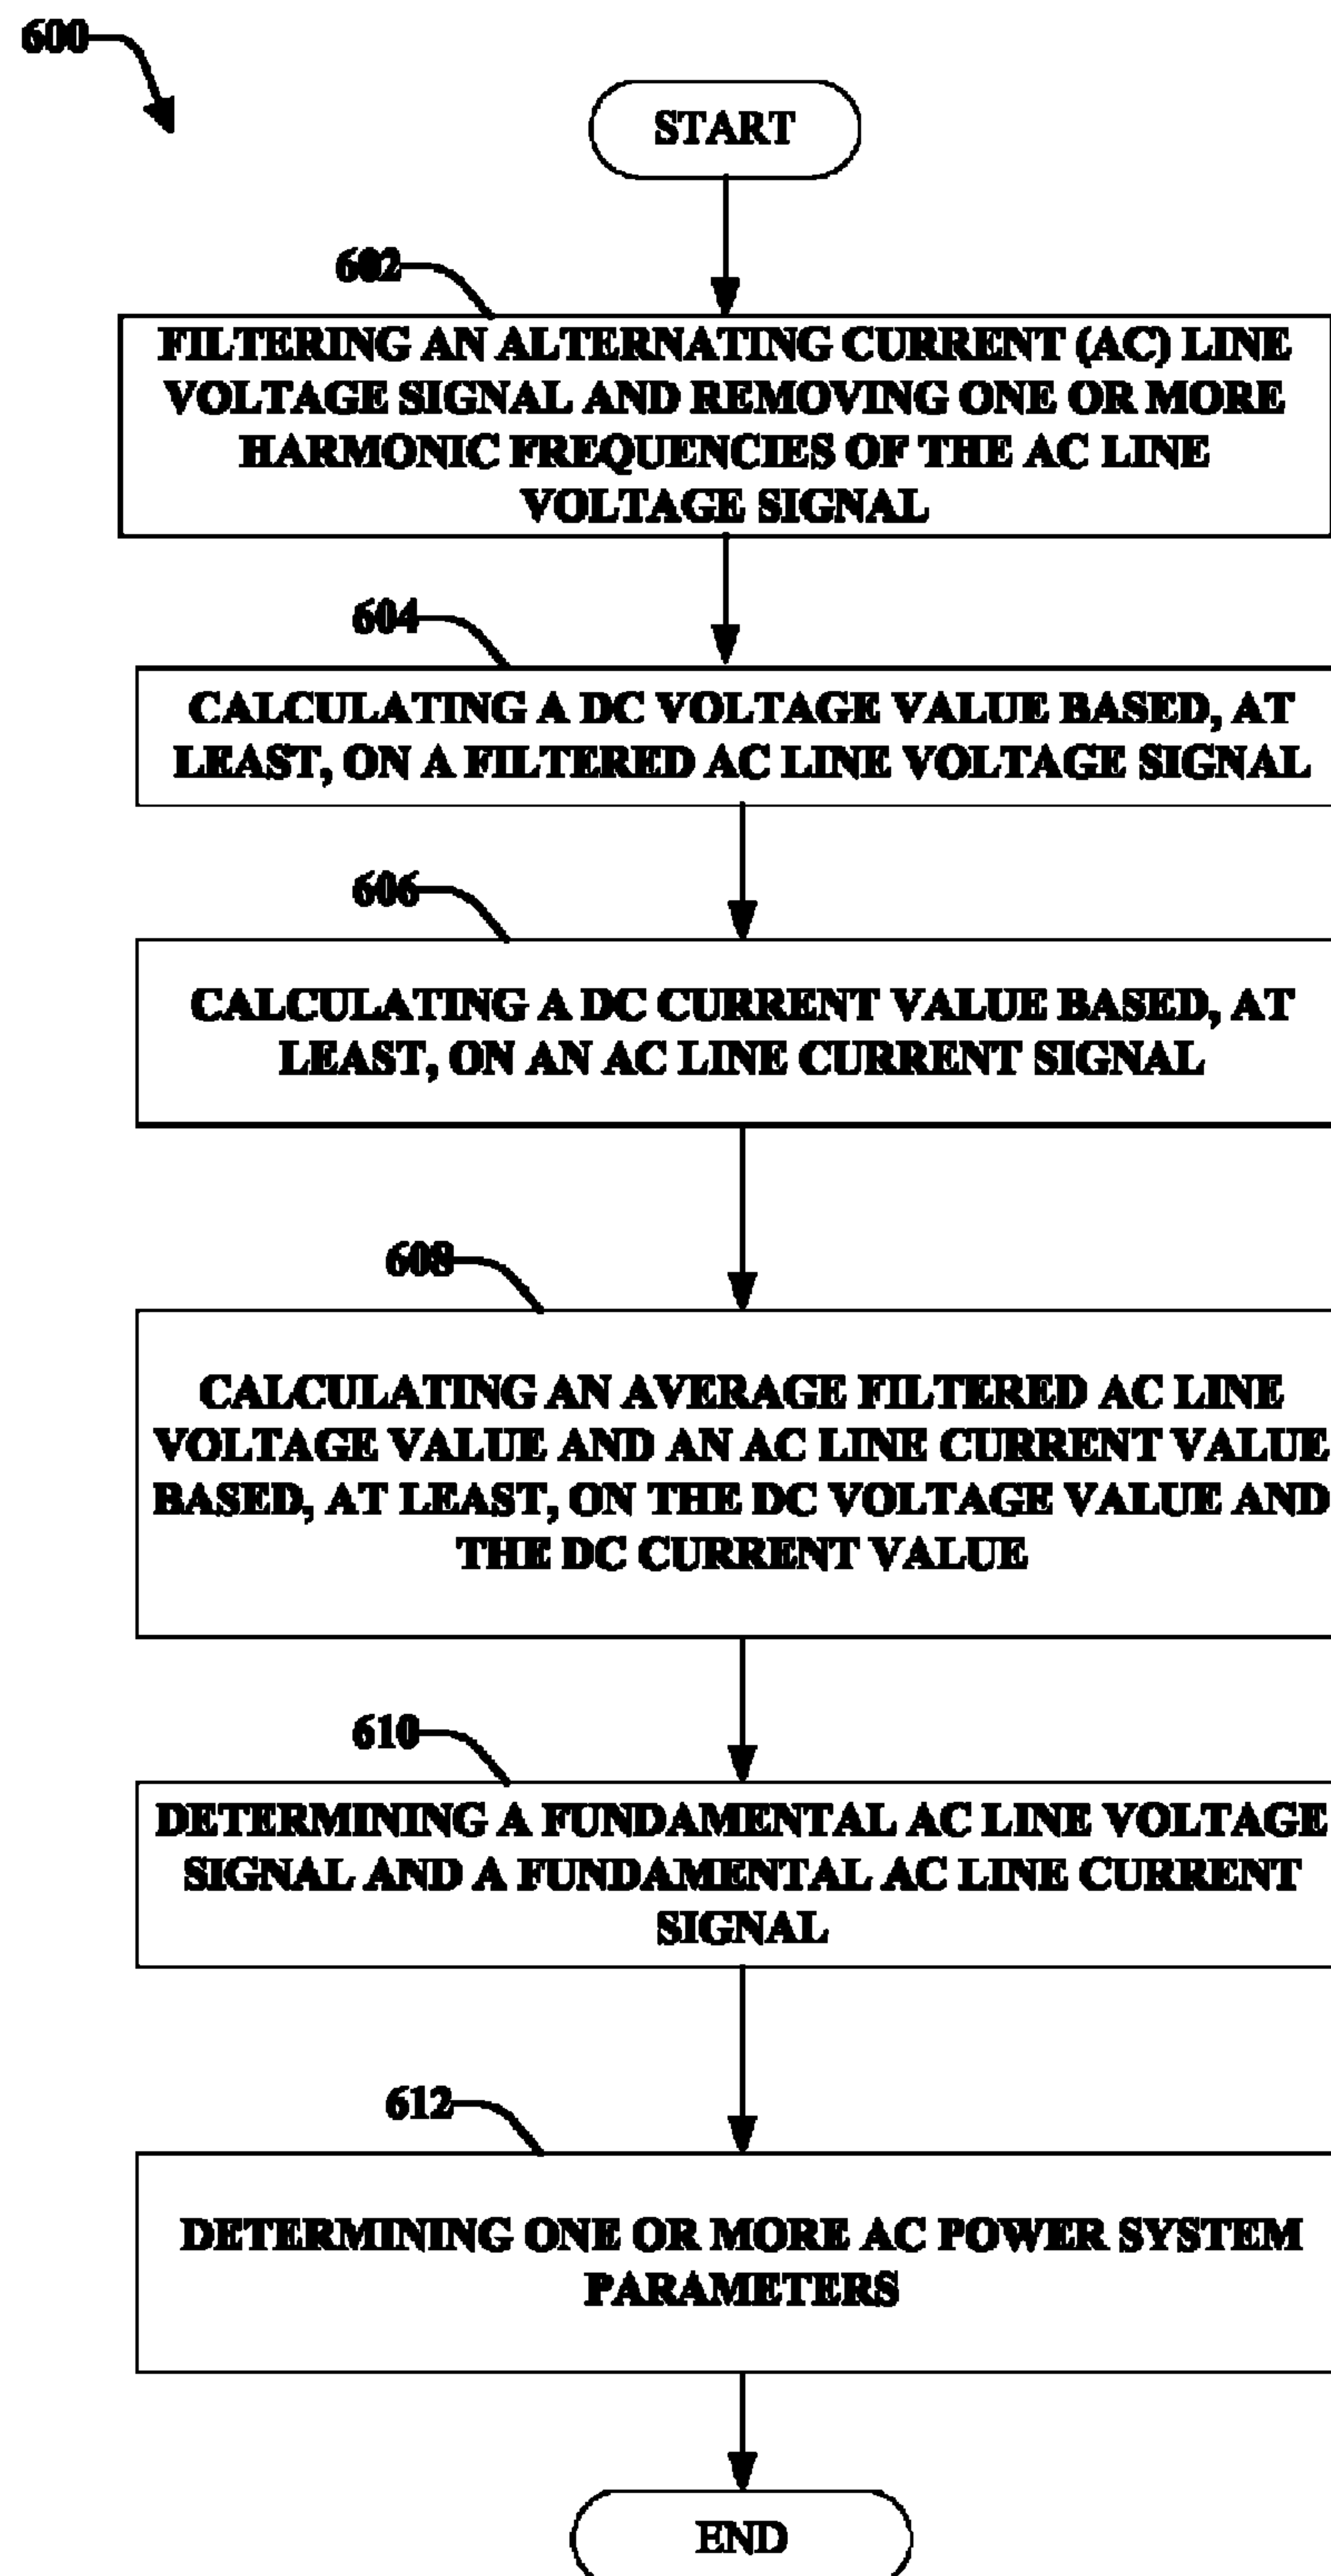 600
START
602
FILTERING AN ALTERNATING CURRENT (AC) LINE
VOLTAGE SIGNAL AND REMOVING ONE OR MORE
HARMONIC FREQUENCIES OF THE AC LINE
VOLTAGE SIGNAL
604
CALCULATING A DC VOLTAGE VALUE BASED, AT
LEAST, ON A FILTERED AC LINE VOLTAGE SIGNAL
606
CALCULATING A DC CURRENT VALUE BASED, AT
LEAST, ON AN AC LINE CURRENT SIGNAL
608
CALCULATING AN AVERAGE FILTERED AC LINE
VOLTAGE VALUE AND AN AC LINE CURRENT VALUE
BASED, AT LEAST, ON THE DC VOLTAGE VALUE AND
THE DC CURRENT VALUE
610
DETERMINING A FUNDAMENTAL AC LINE VOLTAGE
SIGNAL AND A FUNDAMENTAL AC LINE CURRENT
SIGNAL
612
DETERMINING ONE OR MORE AC POWER SYSTEM
PARAMETERS
END